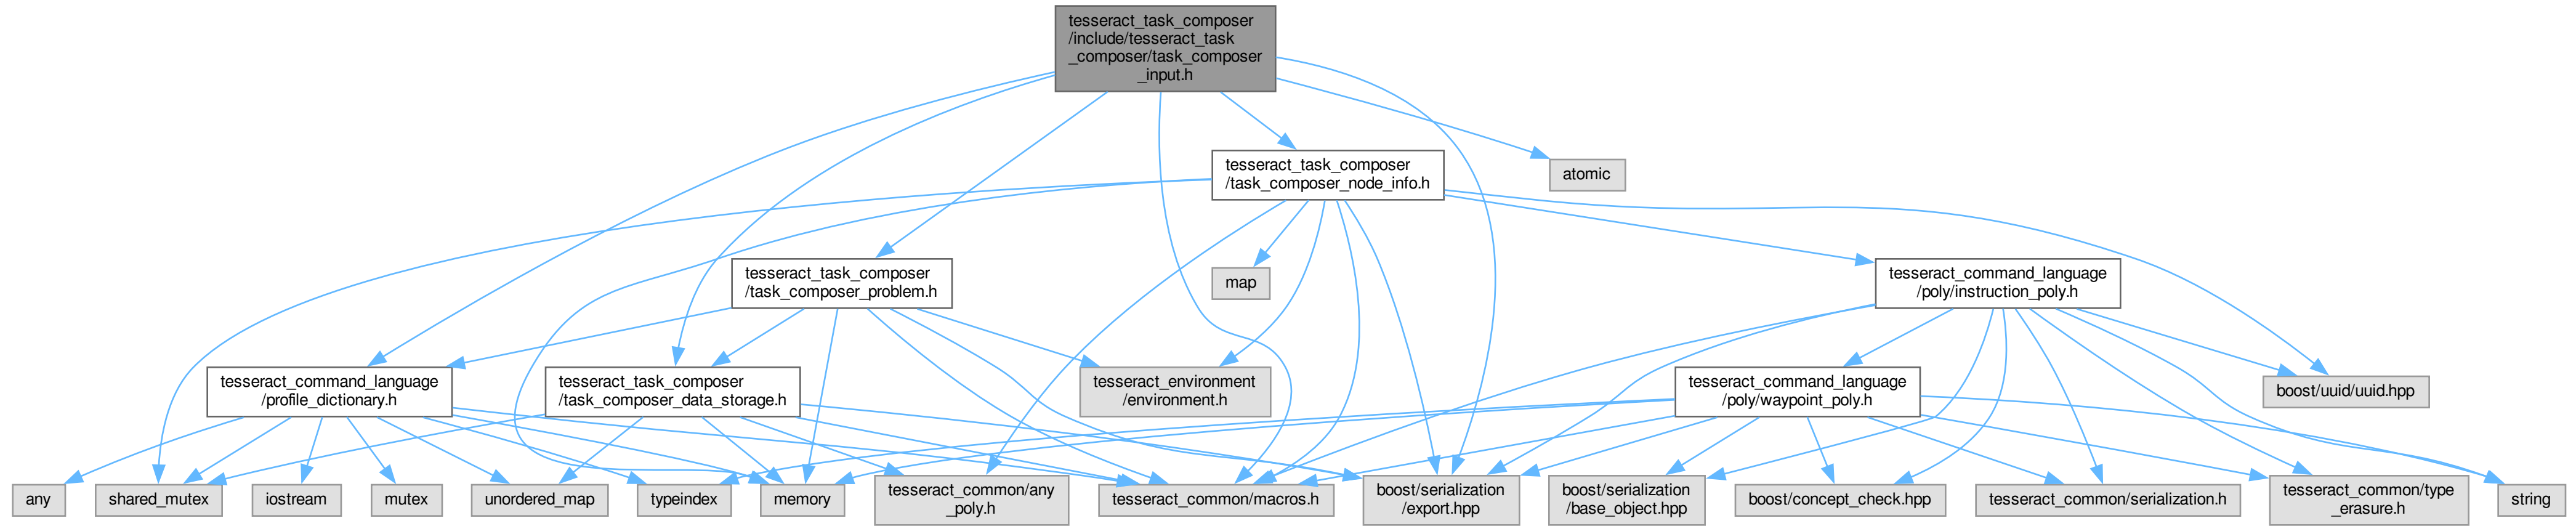 tesseract_task_composer
/include/tesseract_task
_composer/task_composer
_input.h
tesseract_task_composer
/task_composer_node_info.h
atomic
tesseract_task_composer
/task_composer_problem.h
map
tesseract_command_language
/poly/instruction_poly.h
tesseract_command_language
/profile_dictionary.h
tesseract_task_composer
/task_composer_data_storage.h
tesseract_environment
/environment.h
tesseract_command_language
/poly/waypoint_poly.h
boost/uuid/uuid.hpp
any
shared_mutex
iostream
mutex
unordered_map
typeindex
memory
tesseract_common/any
_poly.h
tesseract_common/macros.h
boost/serialization
/export.hpp
boost/serialization
/base_object.hpp
boost/concept_check.hpp
tesseract_common/serialization.h
tesseract_common/type
_erasure.h
string